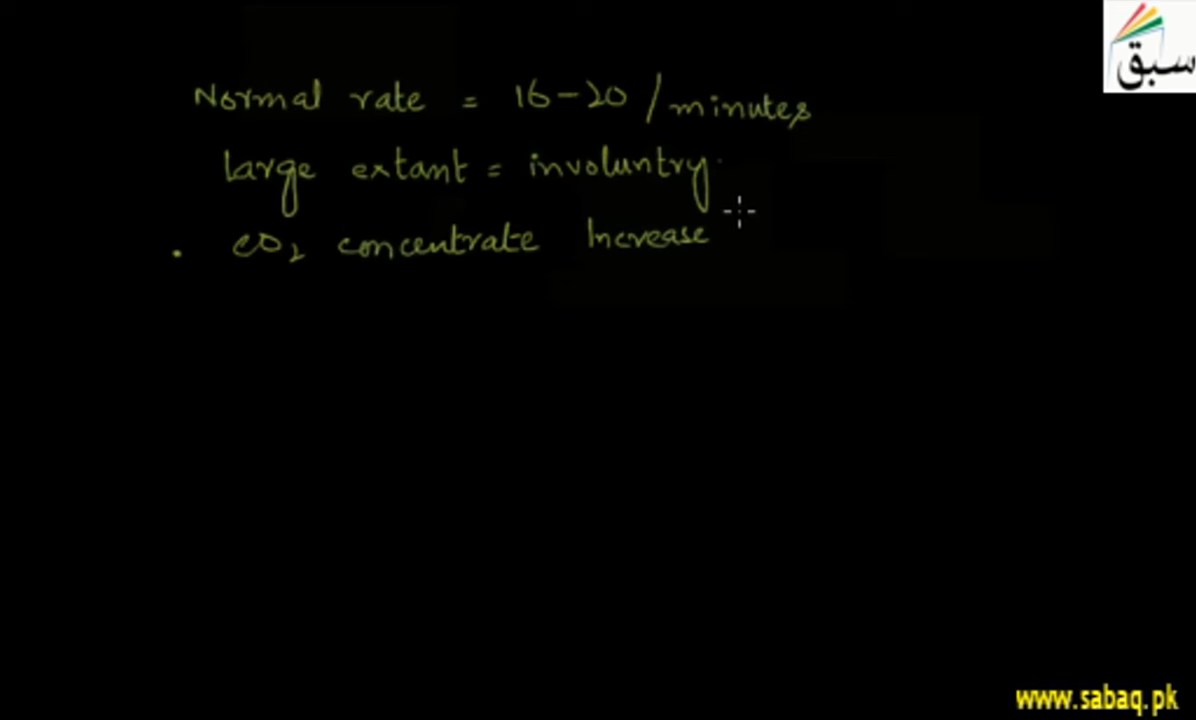 سبق
Normal rate = 16-20 / minutes
Large extant = involuntry.
. CO₂ concentrate Increase
www.sabaq.pk